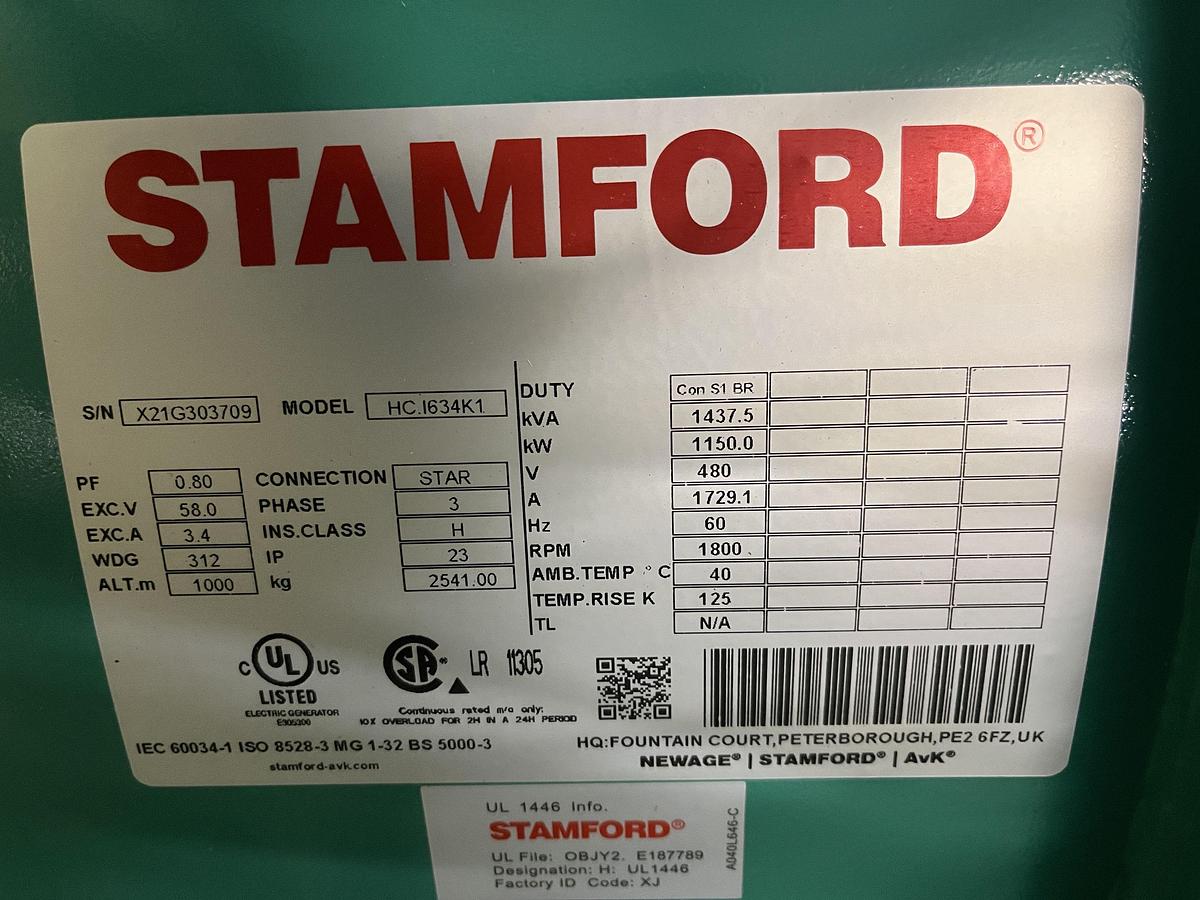 STAMFORD®
S/N X21G303709 MODEL HC.I634K1
PF 0.80 CONNECTION STAR
EXC.V 58.0 PHASE 3
EXC.A 3.4 INS.CLASS H
WDG 312 IP 23
ALT.m 1000 kg 2541.00
DUTY Con S1 BR
kVA 1437.5
kW 1150.0
V 480
A 1729.1
Hz 60
RPM 1800
AMB.TEMP °C 40
TEMP.RISE K 125
TL N/A
C UL US
LISTED
ELECTRIC GENERATOR
E305300
SA ® LR 11305
Continuous rated m/c only:
10% OVERLOAD FOR 2H IN A 24H PERIOD
IEC 60034-1 ISO 8528-3 MG 1-32 BS 5000-3
stamford-avk.com
HQ:FOUNTAIN COURT,PETERBOROUGH,PE2 6FZ,UK
NEWAGE® | STAMFORD® | AvK®
UL 1446 Info.
STAMFORD®
UL File: OBJY2. E187789
Designation: H: UL1446
Factory ID Code: XJ
A040L646-C